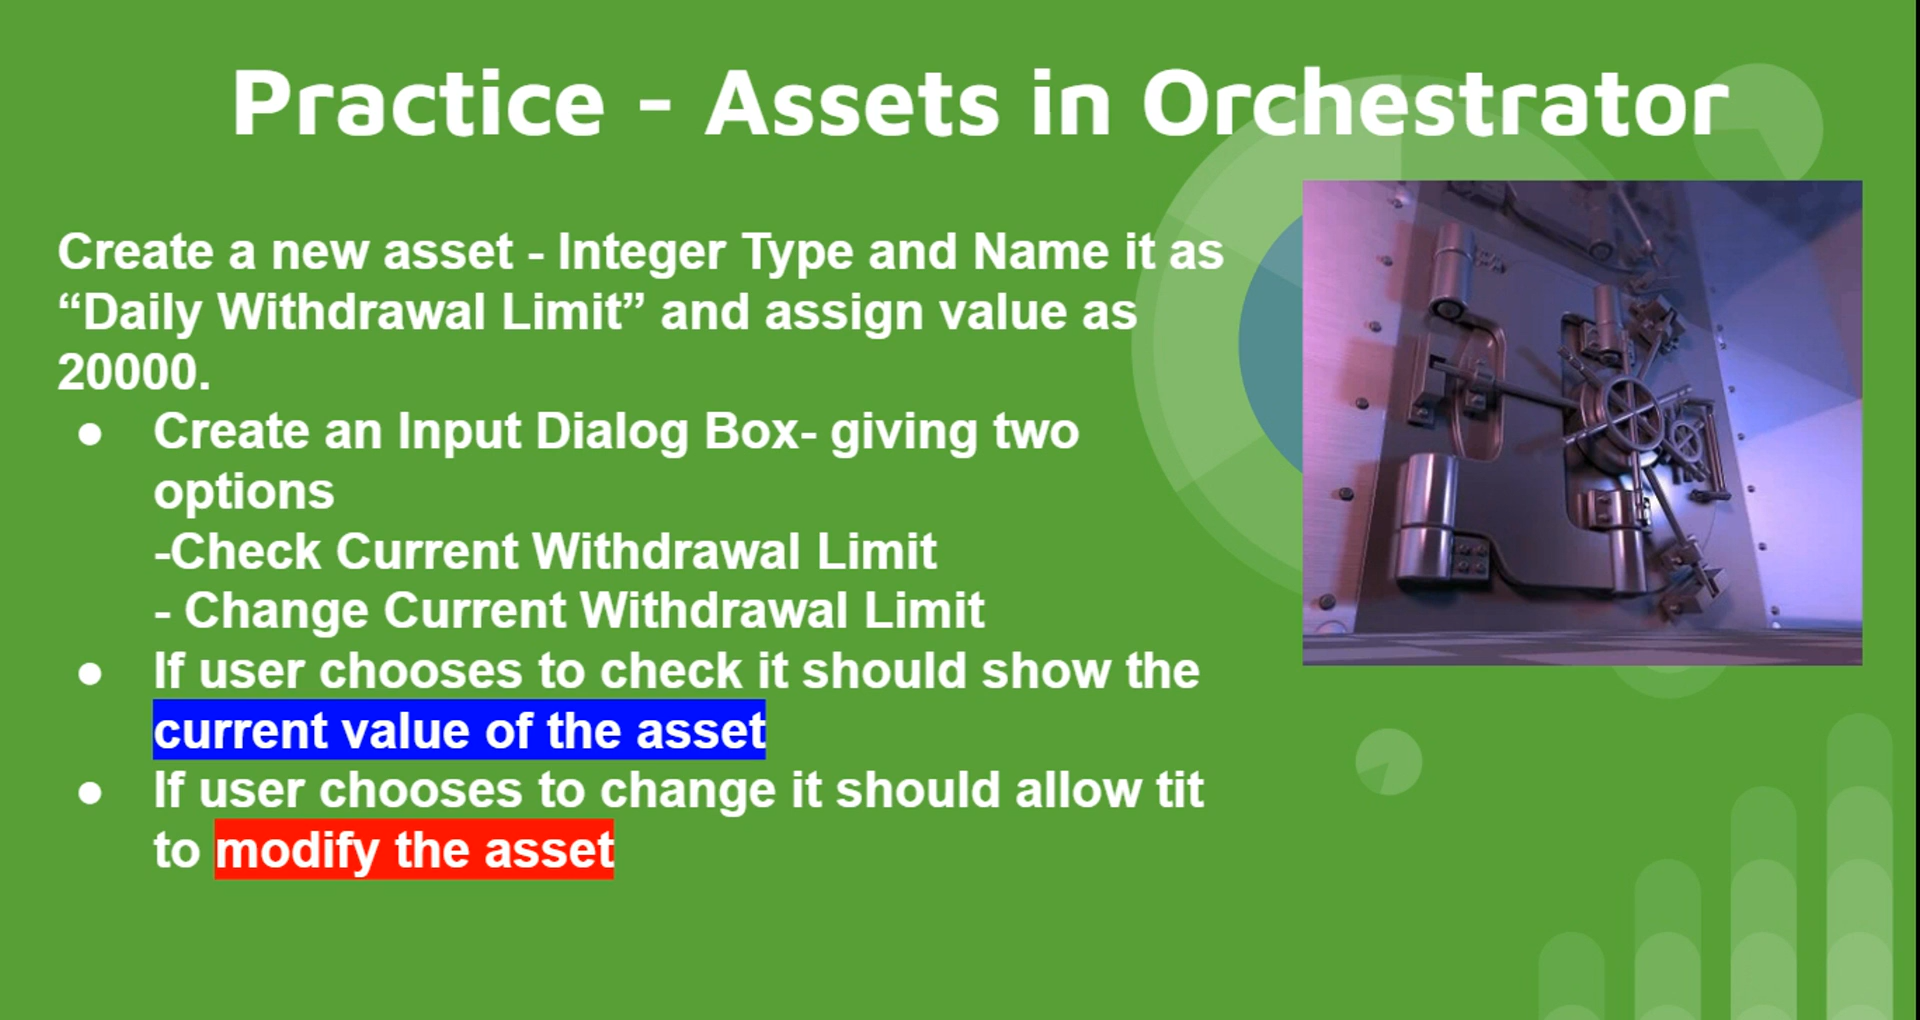 Practice - Assets in Orchestrator
Create a new asset - Integer Type and Name it as
“Daily Withdrawal Limit” and assign value as
20000.
● Create an Input Dialog Box- giving two
options
-Check Current Withdrawal Limit
- Change Current Withdrawal Limit
● If user chooses to check it should show the
current value of the asset
● If user chooses to change it should allow tit
to modify the asset